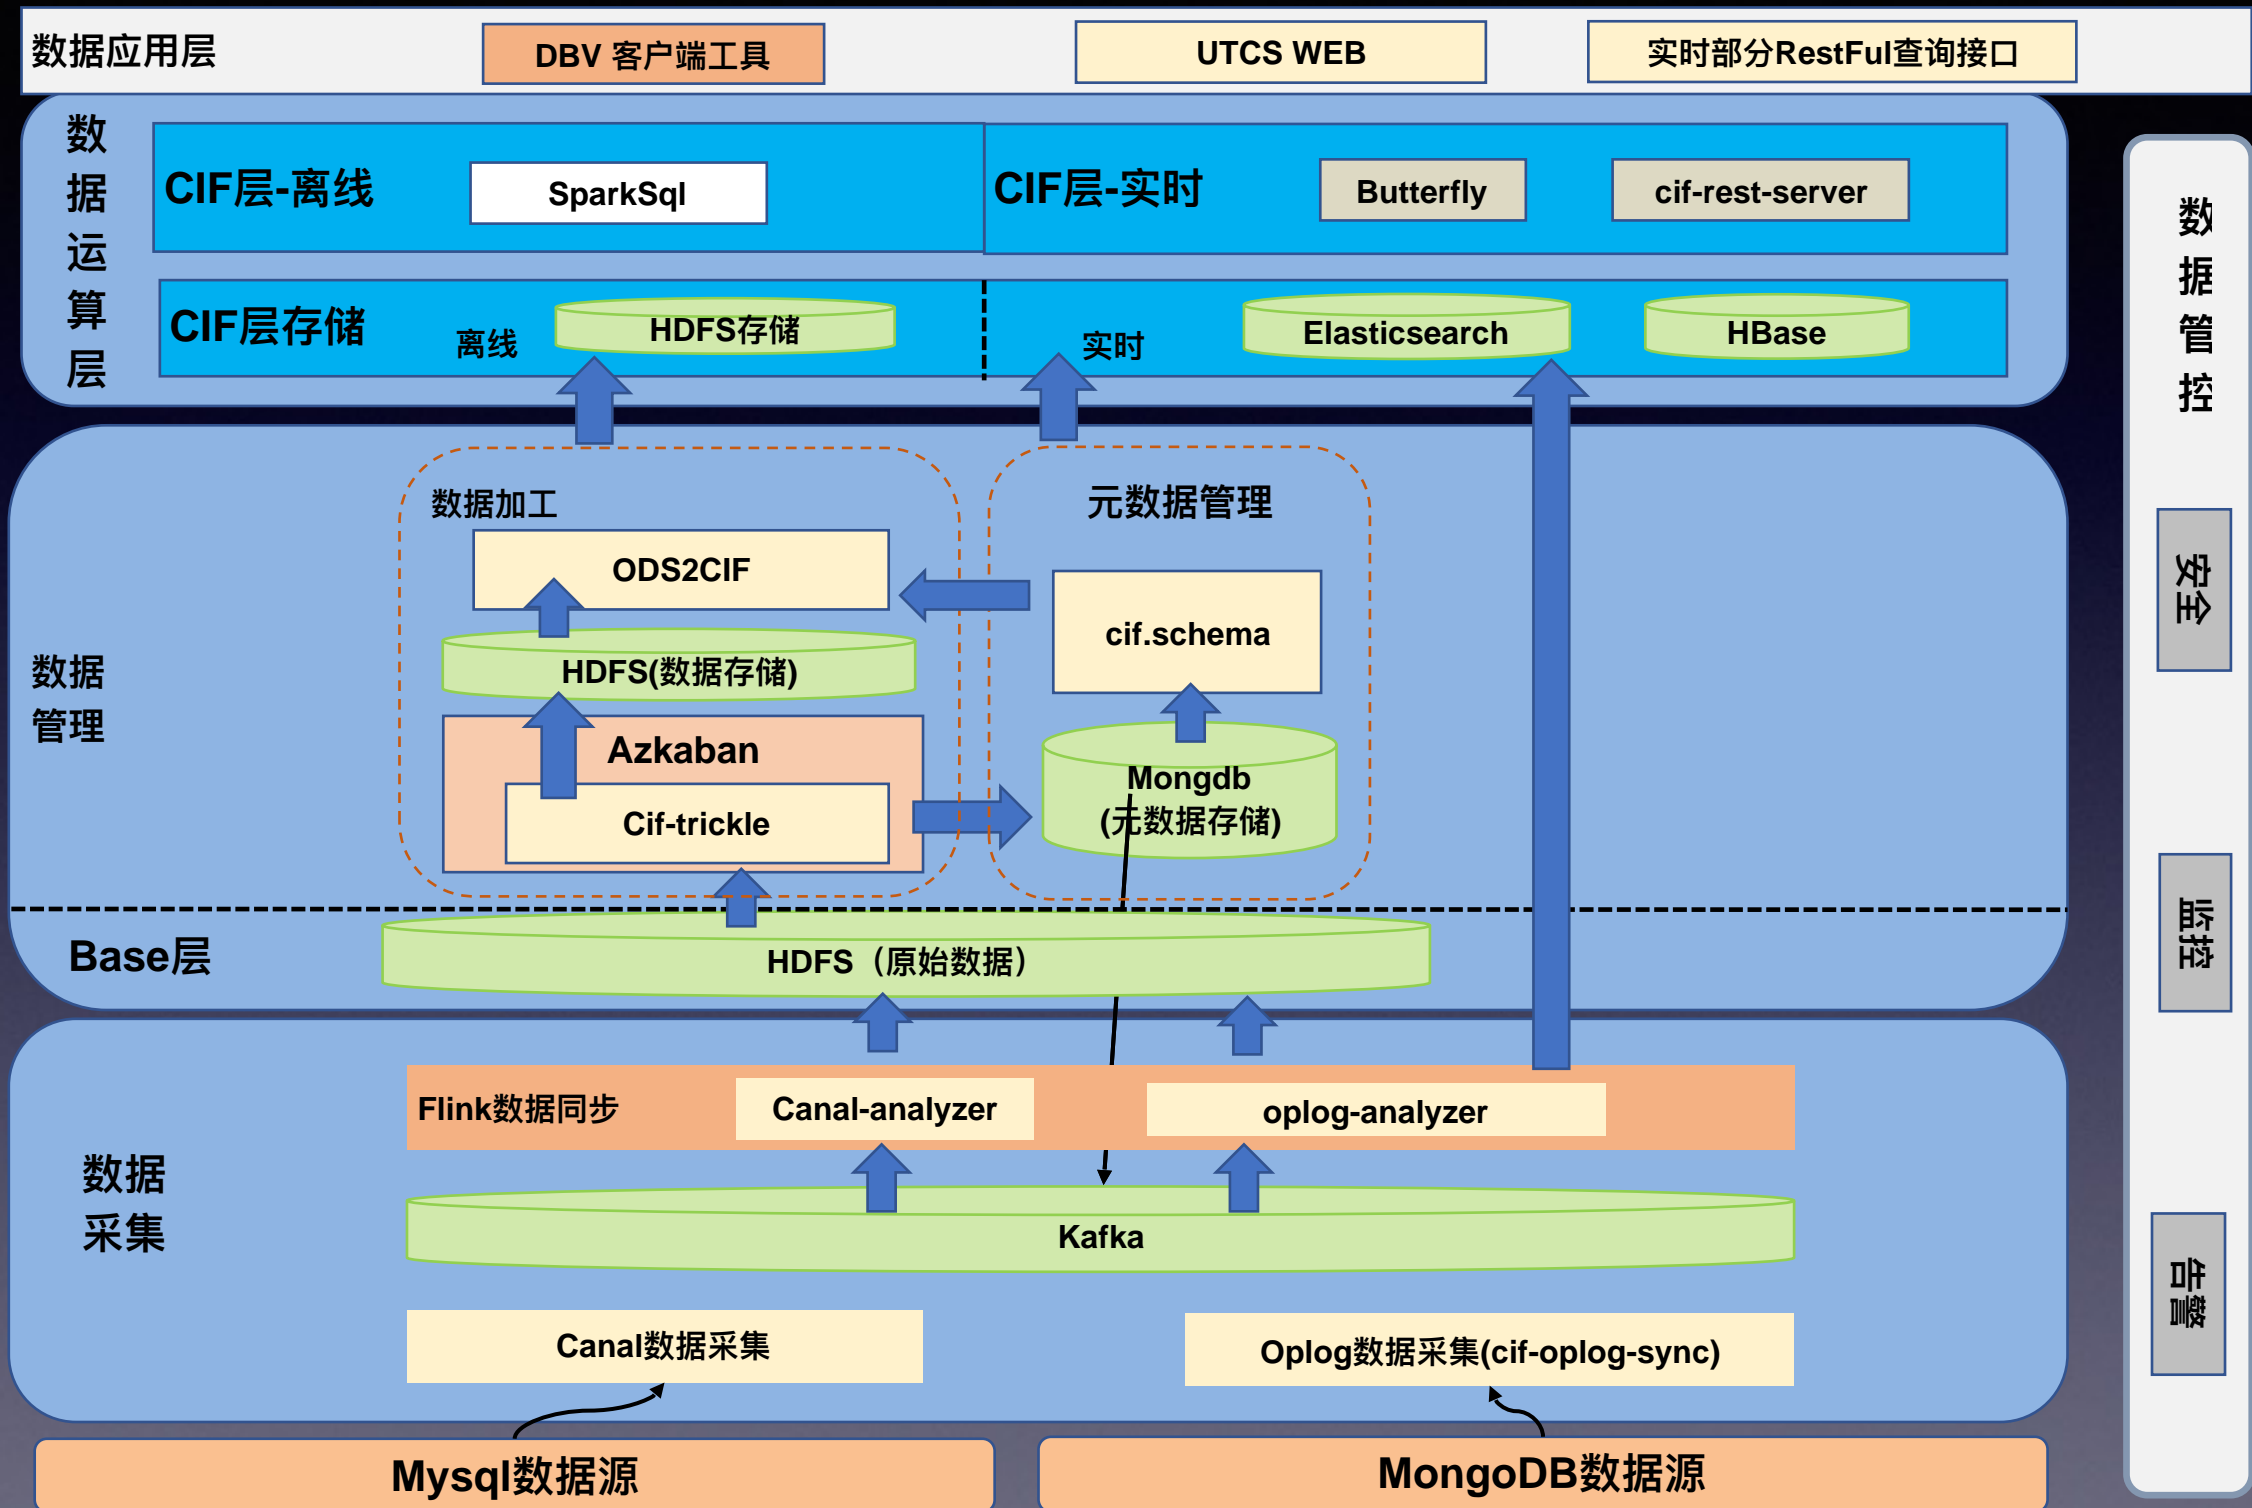 数据应用层
DBV 客户端工具
UTCS WEB
实时部分RestFul查询接口
数据运算层
CIF层-离线
SparkSql
CIF层-实时
Butterfly
cif-rest-server
CIF层存储
离线
HDFS存储
实时
Elasticsearch
HBase
数据管理
数据加工
ODS2CIF
HDFS(数据存储)
Azkaban
Cif-trickle
元数据管理
cif.schema
Mongdb
(元数据存储)
Base层
HDFS（原始数据）
数据采集
Flink数据同步
Canal-analyzer
oplog-analyzer
Kafka
Canal数据采集
Oplog数据采集(cif-oplog-sync)
Mysql数据源
MongoDB数据源
数据管控
安全
监控
告警